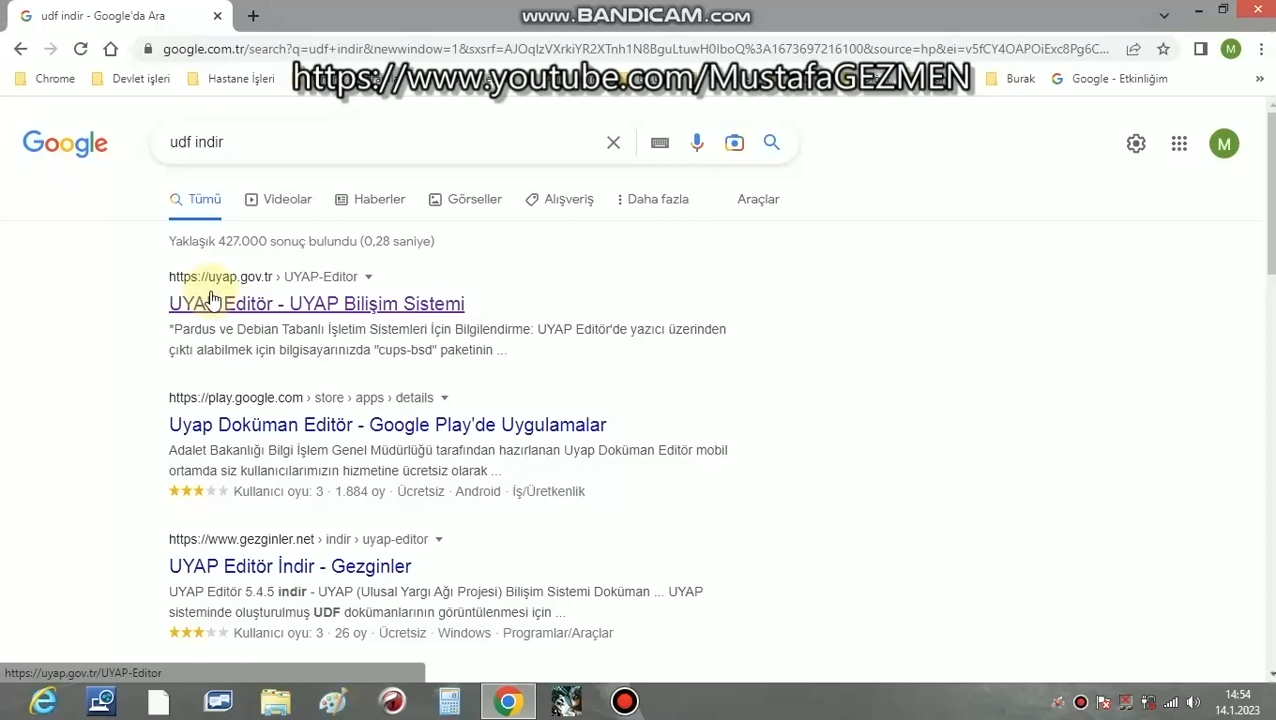 udf indir - Google'da Ara
www.BANDICAM.com
google.com.tr/search?q=udf+indir&newwindow=1&sxsrf=AJOqlzVXrkiYR2XTnh1N8BguLtuwH0IboQ%3A1673697216100&source=hp&ei=v5fCY4OAPOiExc8Pg6C...
Chrome
Devlet işleri
Hastane İşleri
https://www.youtube.com/MustafaGEZMEN
Burak
Google - Etkinliğim
Google
udf indir
M
Tümü
Videolar
Haberler
Görseller
Alışveriş
Daha fazla
Araçlar
Yaklaşık 427.000 sonuç bulundu (0,28 saniye)
https://uyap.gov.tr › UYAP-Editor
UYAP Editör - UYAP Bilişim Sistemi
*Pardus ve Debian Tabanlı İşletim Sistemleri İçin Bilgilendirme: UYAP Editör'de yazıcı üzerinden
çıktı alabilmek için bilgisayarınızda "cups-bsd" paketinin ...
https://play.google.com › store › apps › details
Uyap Doküman Editör - Google Play'de Uygulamalar
Adalet Bakanlığı Bilgi İşlem Genel Müdürlüğü tarafından hazırlanan Uyap Doküman Editör mobil
ortamda siz kullanıcılarımızın hizmetine ücretsiz olarak ...
Kullanıcı oyu: 3 · 1.884 oy · Ücretsiz · Android · İş/Üretkenlik
https://www.gezginler.net › indir › uyap-editor
UYAP Editör İndir - Gezginler
UYAP Editör 5.4.5 indir - UYAP (Ulusal Yargı Ağı Projesi) Bilişim Sistemi Doküman ... UYAP
sisteminde oluşturulmuş UDF dokümanlarının görüntülenmesi için ...
Kullanıcı oyu: 3 · 26 oy · Ücretsiz · Windows · Programlar/Araçlar
https://uyap.gov.tr/UYAP-Editor
14:54
14.1.2023